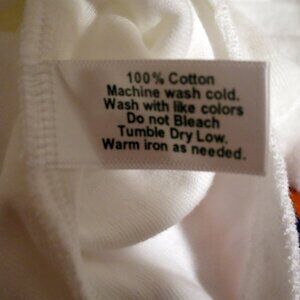 100% Cotton
Machine wash cold.
Wash with like colors
Do not Bleach
Tumble Dry Low.
Warm iron as needed.